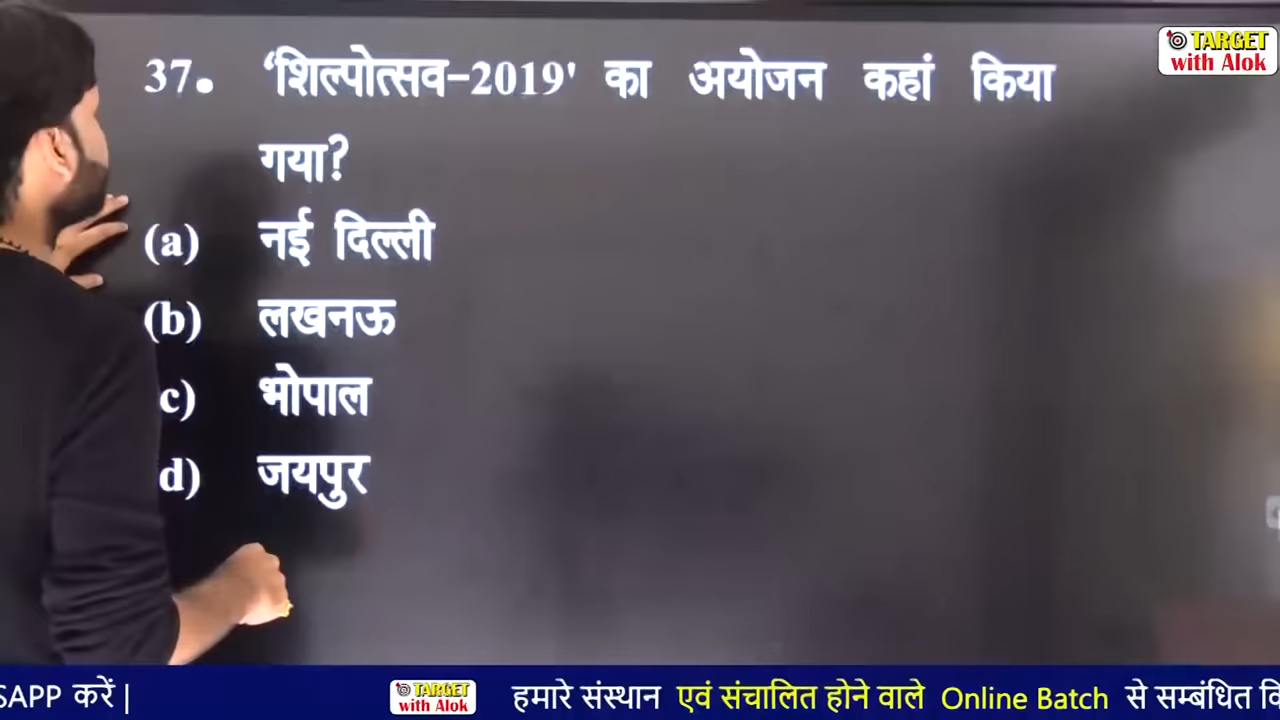 TARGET
with Alok
37. 'शिल्पोत्सव-2019' का अयोजन कहां किया
गया?
(a) नई दिल्ली
(b) लखनऊ
c) भोपाल
d) जयपुर
SAPP करें |
TARGET
with Alok
हमारे संस्थान एवं संचालित होने वाले Online Batch से सम्बंधित वि